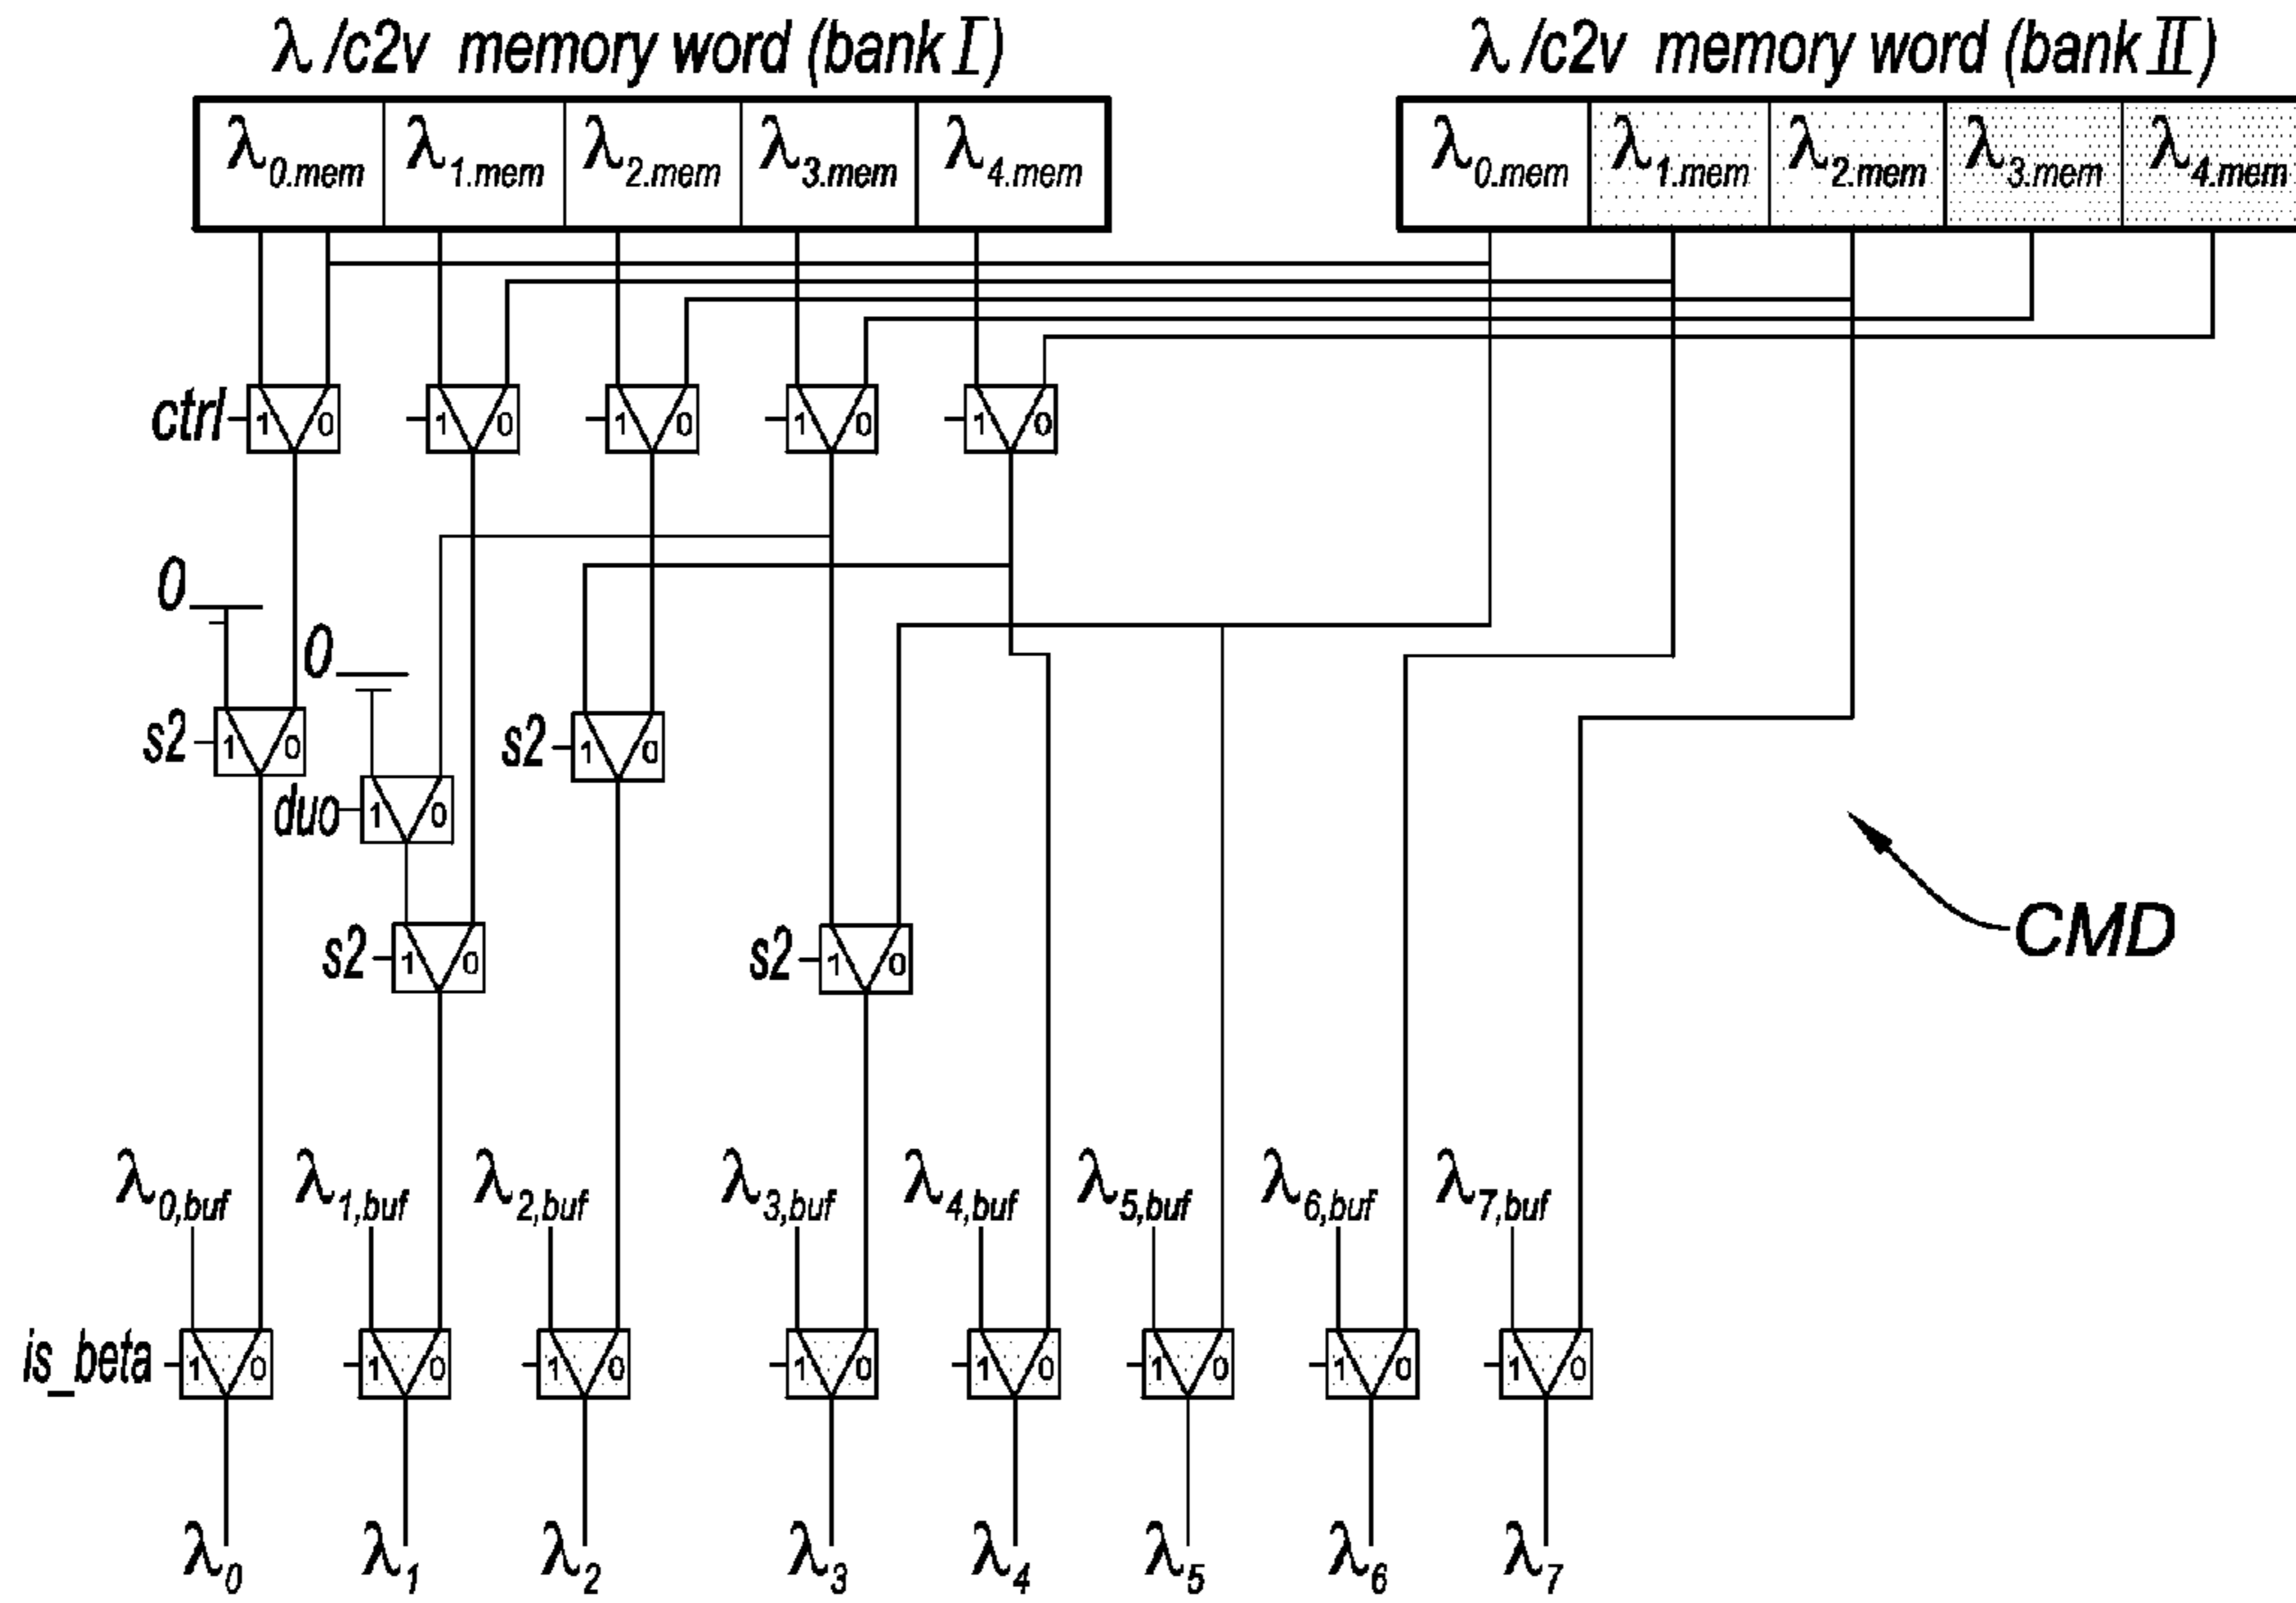 λ/c2v memory word (bank I) λ/c2v memory word (bank II)
λ0.mem λ1.mem λ2.mem λ3.mem λ4.mem λ0.mem λ1.mem λ2.mem λ3.mem λ4.mem
ctrl 1 0 1 0 1 0 1 0 1 0
0
0
s2 1 0 s2 1 0
duo 1 0
s2 1 0 s2 1 0
CMD
λ0,buf λ1,buf λ2,buf λ3,buf λ4,buf λ5,buf λ6,buf λ7,buf
is_beta 1 0 1 0 1 0 1 0 1 0 1 0 1 0 1 0
λ0 λ1 λ2 λ3 λ4 λ5 λ6 λ7